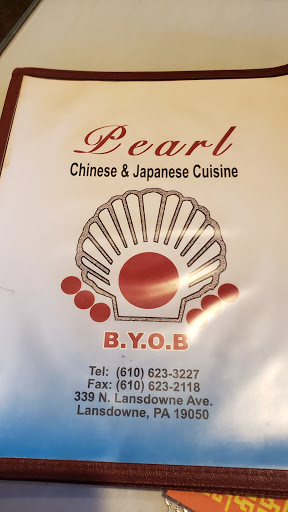 Pearl
Chinese & Japanese Cuisine
B.Y.O.B
Tel: (610) 623-3227
Fax: (610) 623-2118
339 N. Lansdowne Ave.
Lansdowne, PA 19050